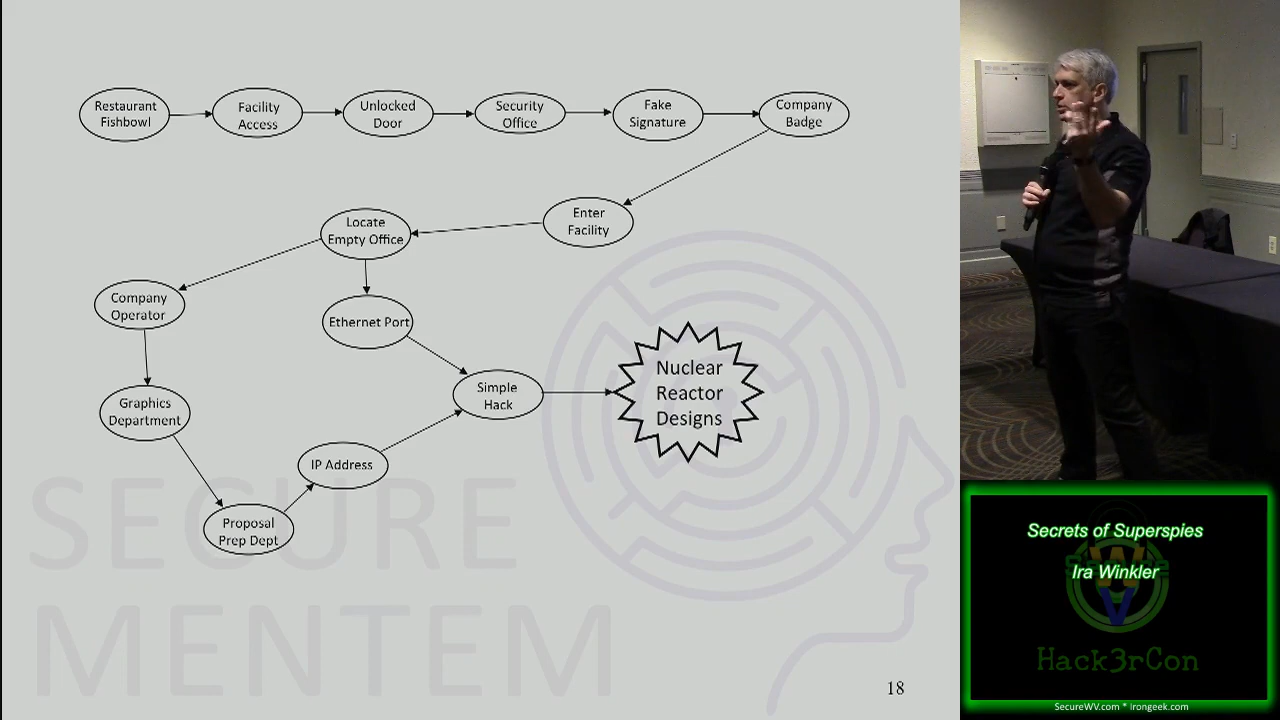 Restaurant
Fishbowl
Facility
Access
Unlocked
Door
Security
Office
Fake
Signature
Company
Badge
Enter
Facility
Locate
Empty Office
Company
Operator
Ethernet Port
Graphics
Department
Simple
Hack
Nuclear
Reactor
Designs
IP Address
Proposal
Prep Dept
SECURE
MENTEM
18
Secrets of Superspies
Ira Winkler
Hack3rCon
SecureWV.com * irongeek.com